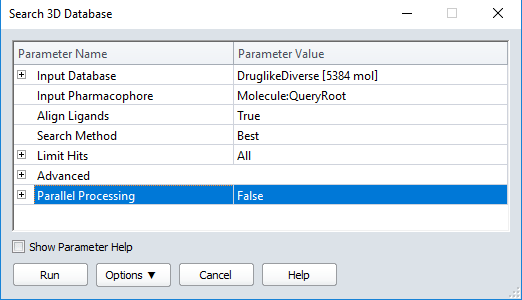 Search 3D Database
Parameter Name Parameter Value
Input Database DruglikeDiverse [5384 mol]
Input Pharmacophore Molecule:QueryRoot
Align Ligands True
Search Method Best
Limit Hits All
Advanced
Parallel Processing False
Show Parameter Help
Run Options ▼ Cancel Help